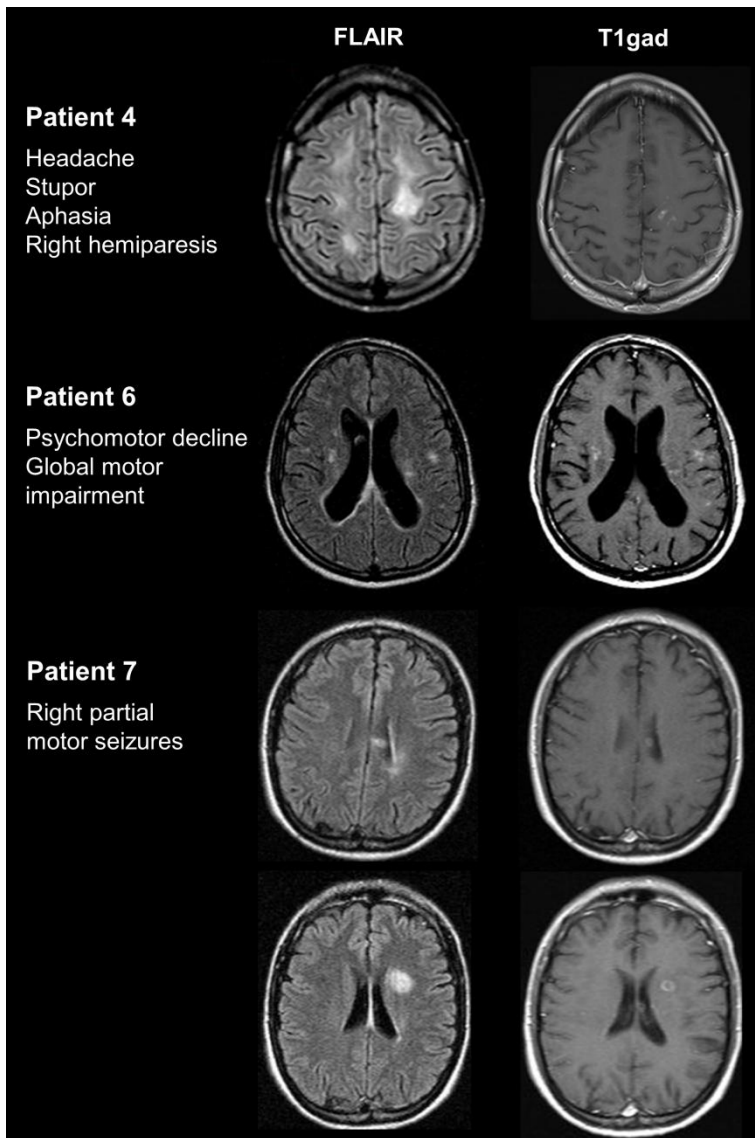 FLAIR T1gad
Patient 4
Headache
Stupor
Aphasia
Right hemiparesis
Patient 6
Psychomotor decline
Global motor
impairment
Patient 7
Right partial
motor seizures